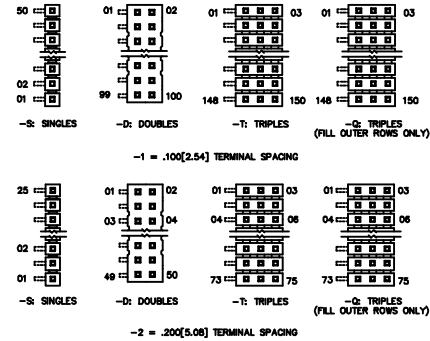 50 01 02 01 03 01 03
02
01 99 100 148 150 148 150
-S: SINGLES -D: DOUBLES -T: TRIPLES -Q: TRIPLES
(FILL OUTER ROWS ONLY)
-1 = .100[2.54] TERMINAL SPACING
25 01 02 01 03 01 03
03 04 04 06 04 06
02
01 49 50 73 75 73 75
-S: SINGLES -D: DOUBLES -T: TRIPLES -Q: TRIPLES
(FILL OUTER ROWS ONLY)
-2 = .200[5.08] TERMINAL SPACING